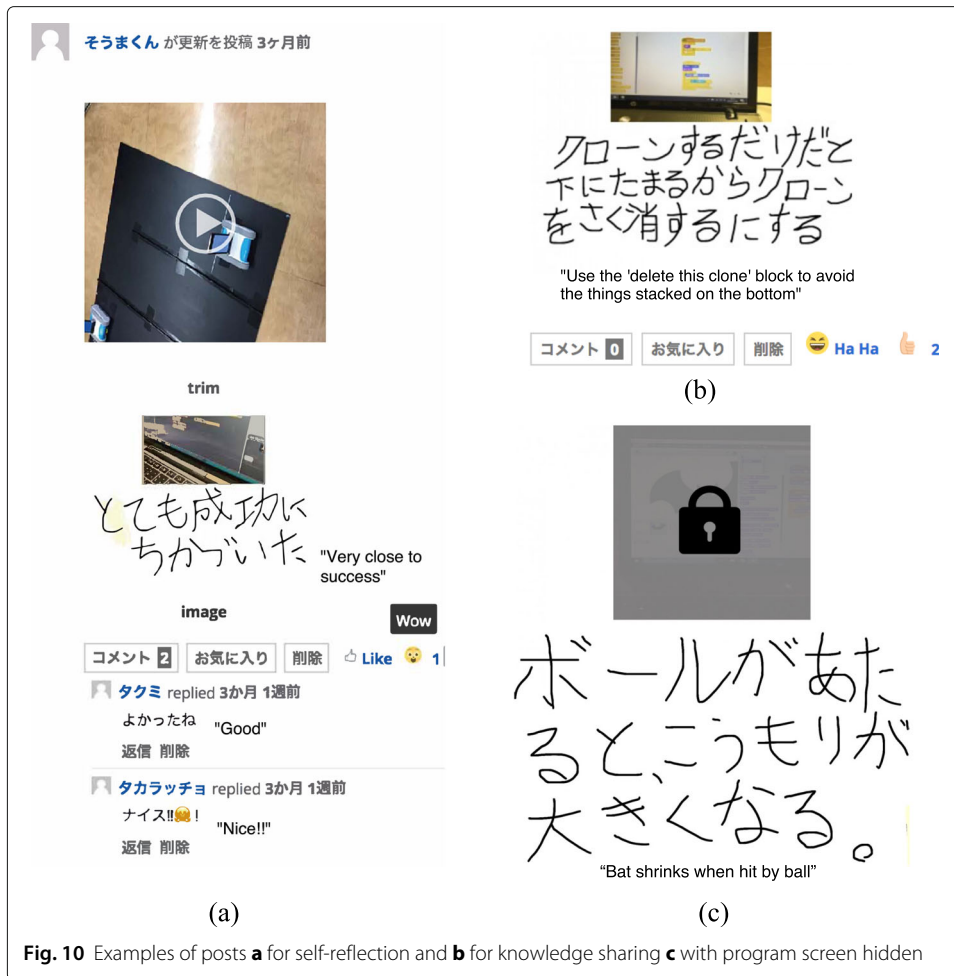 そうまくん が更新を投稿 3ヶ月前
trim
とても成功に
ちかづいた
"Very close to
success"
image
Wow
コメント 2 お気に入り 削除 Like 😯 1
タクミ replied 3か月 1週前
よかったね
"Good"
返信 削除
タカラッチョ replied 3か月 1週前
ナイス!!🤗!
"Nice!!"
返信 削除
(a)
クローンするだけだと
下にたまるからクローン
をさく消するにする
"Use the 'delete this clone' block to avoid
the things stacked on the bottom"
コメント 0 お気に入り 削除 😆 Ha Ha 👍 2
(b)
ボールがあた
ると、こうもりが
大きくなる。
“Bat shrinks when hit by ball”
(c)
Fig. 10 Examples of posts a for self-reflection and b for knowledge sharing c with program screen hidden